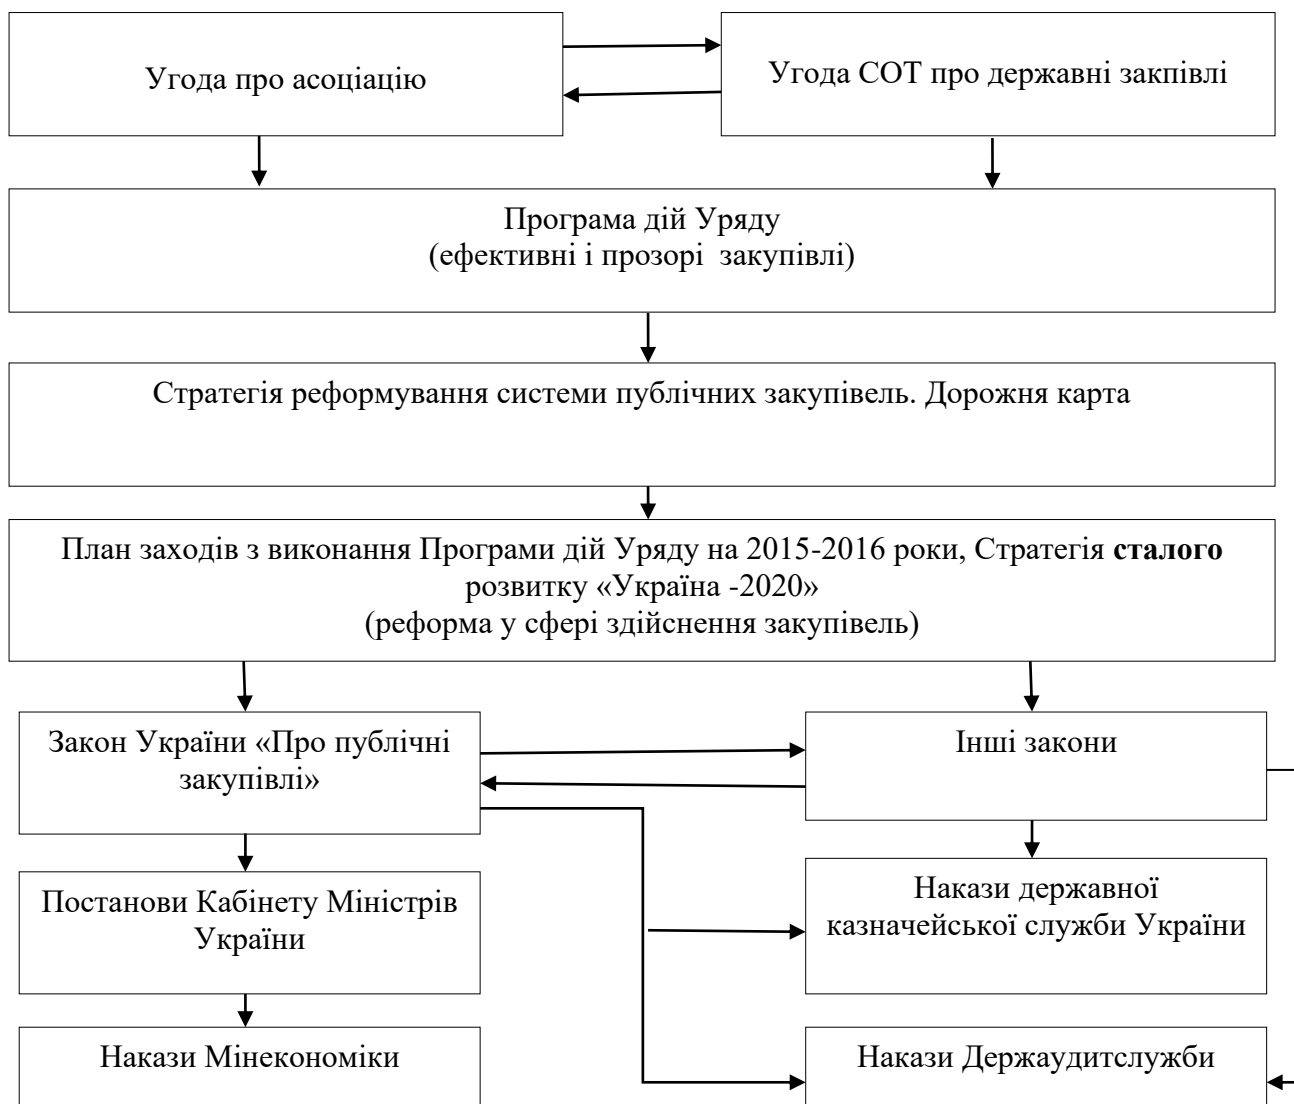 Угода про асоціацію
Угода СОТ про державні закпівлі
Програма дій Уряду
(ефективні і прозорі закупівлі)
Стратегія реформування системи публічних закупівель. Дорожня карта
План заходів з виконання Програми дій Уряду на 2015-2016 роки, Стратегія сталого
розвитку «Україна -2020»
(реформа у сфері здійснення закупівель)
Закон України «Про публічні
закупівлі»
Інші закони
Постанови Кабінету Міністрів
України
Накази державної
казначейської служби України
Накази Мінекономіки
Накази Держаудитслужби